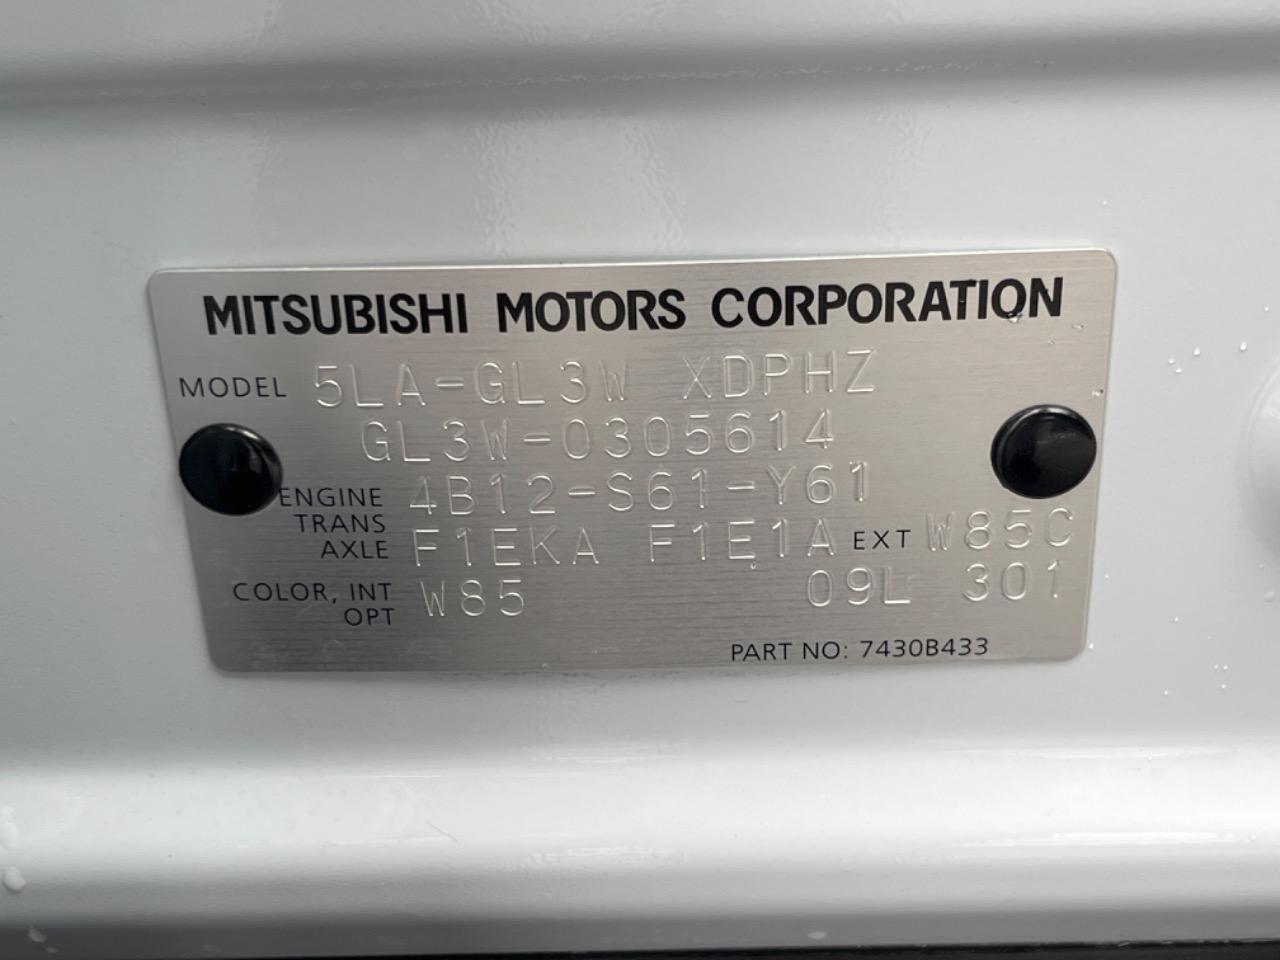 MITSUBISHI MOTORS CORPORATION
MODEL 5LA-GL3W XDPHZ
GL3W-0305614
ENGINE 4B12-S61-Y61
TRANS
AXLE F1EKA F1E1A EXT W85C
COLOR, INT
OPT W85 09L 301
PART NO: 7430B433